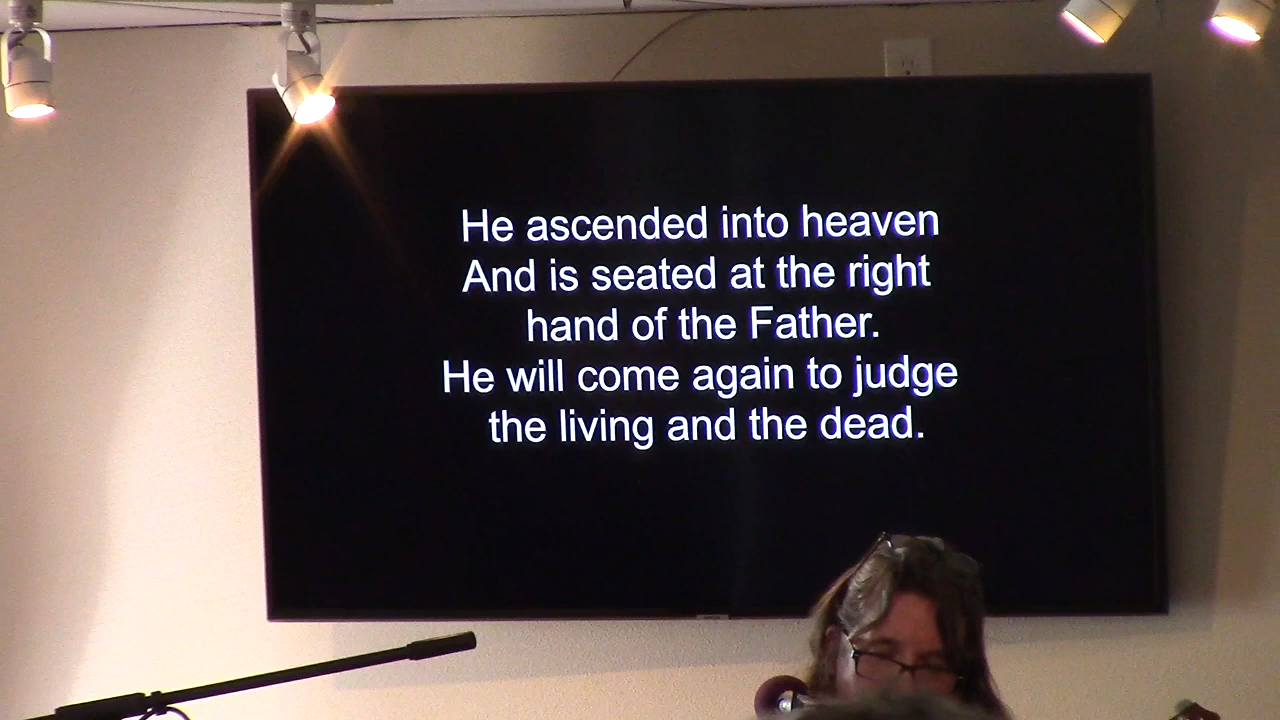 He ascended into heaven
And is seated at the right
hand of the Father.
He will come again to judge
the living and the dead.